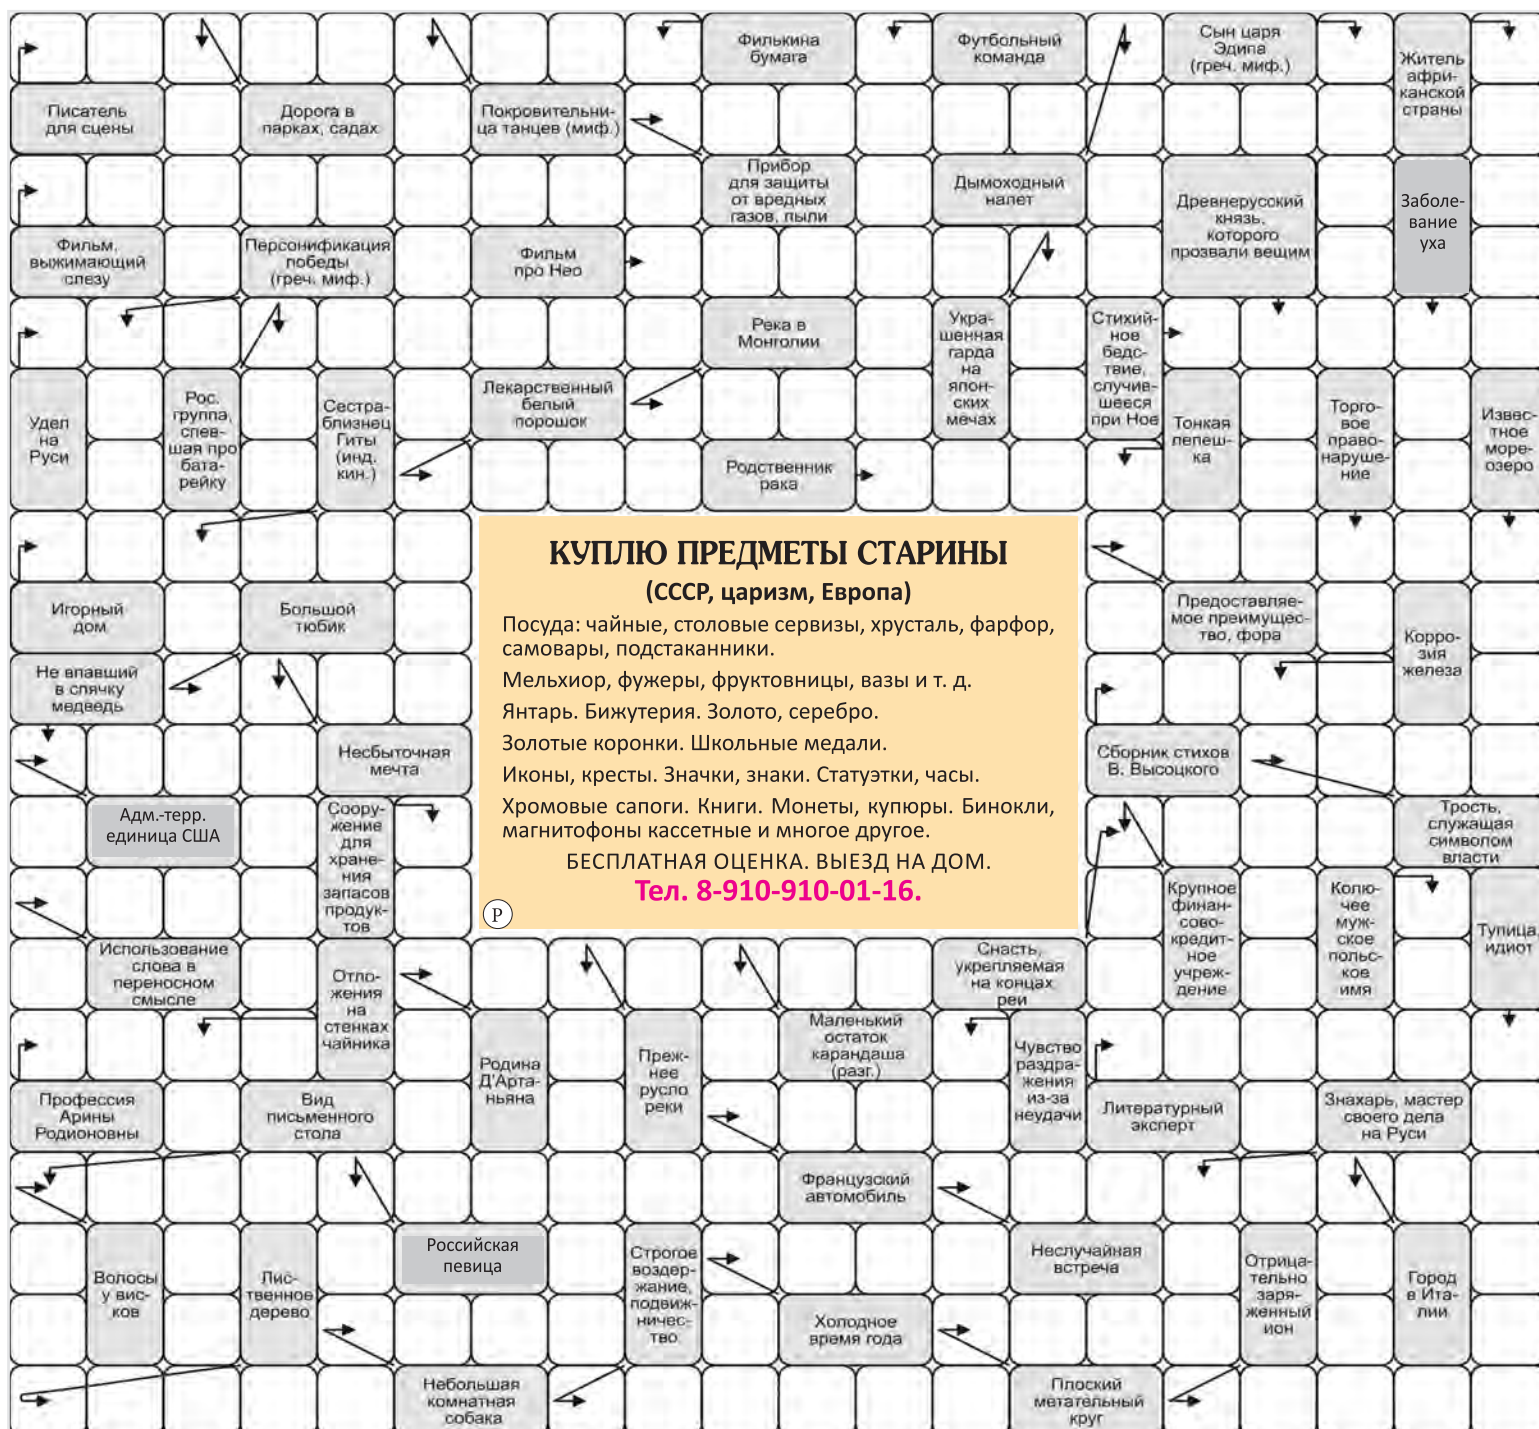 Филькина
бумага
Футбольный
команда
Сын царя
Эдипа
(греч. миф.)
Житель
афри-
канской
страны
Писатель
для сцены
Дорога в
парках, садах
Покровительни-
ца танцев (миф.)
Прибор
для защиты
от вредных
газов, пыли
Дымоходный
налет
Древнерусский
князь,
которого
прозвали вещим
Заболе-
вание
уха
Фильм,
выжимающий
слезу
Персонификация
победы
(греч. миф.)
Фильм
про Нео
Река в
Монголии
Укра-
шенная
гарда
на
япон-
ских
мечах
Стихий-
ное
бедс-
твие,
случив-
шееся
при Ное
Удел
на
Руси
Рос.
группа,
спев-
шая про
бата-
рейку
Сестра-
близнец
Гиты
(инд.
кин.)
Лекарственный
белый
порошок
Тонкая
лепеш-
ка
Торго-
вое
право-
наруше-
ние
Извес-
тное
море-
озеро
Родственник
рака
КУПЛЮ ПРЕДМЕТЫ СТАРИНЫ
(СССР, царизм, Европа)
Посуда: чайные, столовые сервизы, хрусталь, фарфор,
самовары, подстаканники.
Мельхиор, фужеры, фруктовницы, вазы и т. д.
Янтарь. Бижутерия. Золото, серебро.
Золотые коронки. Школьные медали.
Иконы, кресты. Значки, знаки. Статуэтки, часы.
Хромовые сапоги. Книги. Монеты, купюры. Бинокли,
магнитофоны кассетные и многое другое.
БЕСПЛАТНАЯ ОЦЕНКА. ВЫЕЗД НА ДОМ.
Тел. 8-910-910-01-16.
Р
Игорный
дом
Большой
тюбик
Предоставляе-
мое преимущес-
тво, фора
Корро-
зия
железа
Не впавший
в спячку
медведь
Несбыточная
мечта
Сборник стихов
В. Высоцкого
Адм.-терр.
единица США
Соору-
жение
для
хране-
ния
запасов
продук-
тов
Трость,
служащая
символом
власти
Крупное
финан-
сово-
кредит-
ное
учреж-
дение
Колю-
чее
муж-
ское
поль-
ское
имя
Тупица,
идиот
Использование
слова в
переносном
смысле
Отло-
жения
на
стенках
чайника
Снасть,
укрепляемая
на концах
реи
Родина
Д'Арта-
ньяна
Преж-
нее
русло
реки
Маленький
остаток
карандаша
(разг.)
Чувство
раздра-
жения
из-за
неудачи
Профессия
Арины
Родионовны
Вид
письменного
стола
Литературный
эксперт
Знахарь, мастер
своего дела
на Руси
Французский
автомобиль
Волосы
у вис-
ков
Лис-
твенное
дерево
Российская
певица
Строгое
воздер-
жание,
подвиж-
ничес-
тво
Неслучайная
встреча
Отрица-
тельно
заря-
женный
ион
Город
в Ита-
лии
Холодное
время года
Небольшая
комнатная
собака
Плоский
метательный
круг